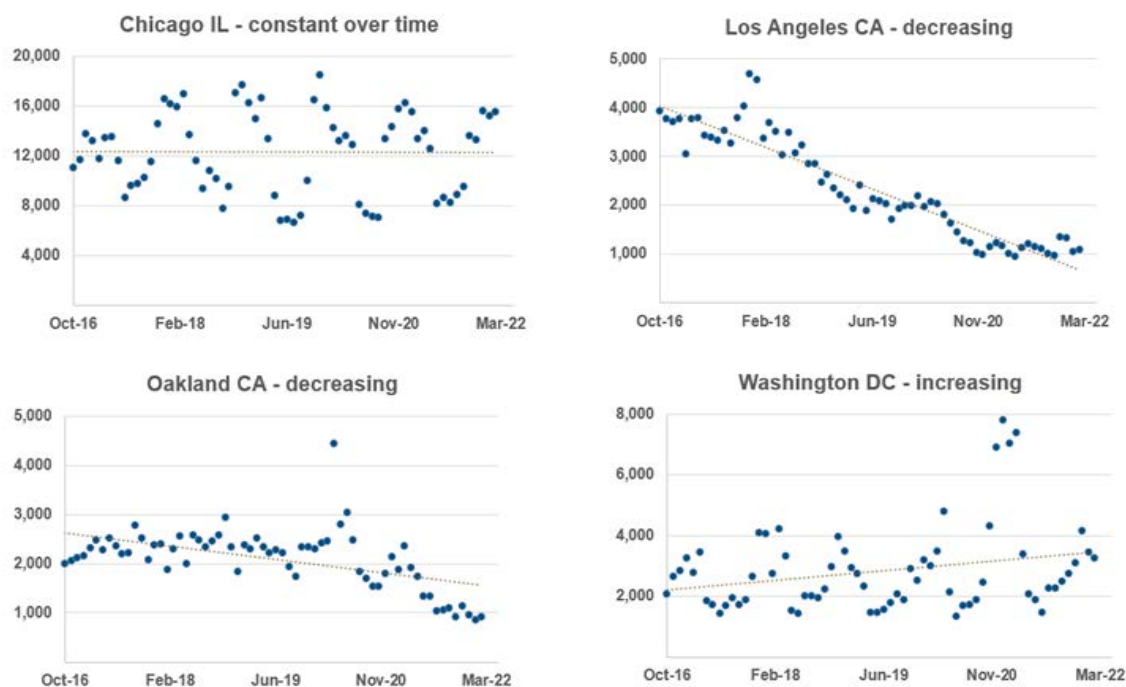 Chicago IL - constant over time
20,000
16,000
12,000
8,000
4,000
Oct-16 Feb-18 Jun-19 Nov-20 Mar-22
Los Angeles CA - decreasing
5,000
4,000
3,000
2,000
1,000
Oct-16 Feb-18 Jun-19 Nov-20 Mar-22
Oakland CA - decreasing
5,000
4,000
3,000
2,000
1,000
Oct-16 Feb-18 Jun-19 Nov-20 Mar-22
Washington DC - increasing
8,000
6,000
4,000
2,000
Oct-16 Feb-18 Jun-19 Nov-20 Mar-22